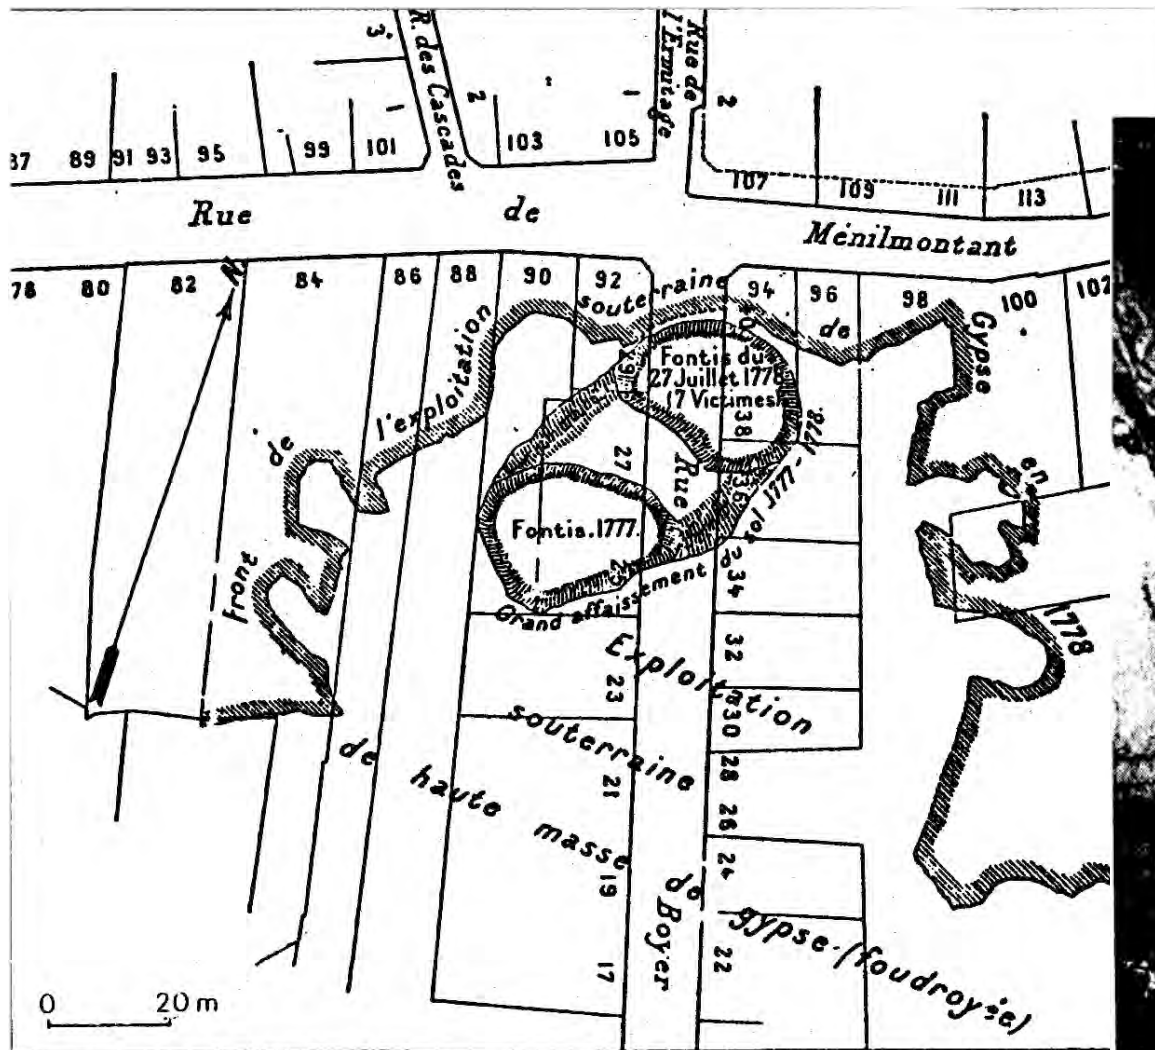 R. des Cascades
Rue de l'Ermitage
3
1
2
1
2
87 89 91 93 95 99 101
103 105
107 109 111 113
Rue de Ménilmontant
78 80 82 84 86 88 90 92
94 96 98 100 102
N
Front de l'exploitation souterraine de Gypse en 1778
Fontis du
27 Juillet 1778
(7 Victimes)
40
38
36
34
32
30
28
26
24
22
29
27
25
23
21
19
17
Fontis.1777.
Grand affaissement du sol 1777-1778.
Rue Boyer
Exploitation
souterraine
de haute masse de gypse (foudroyée)
0 20 m